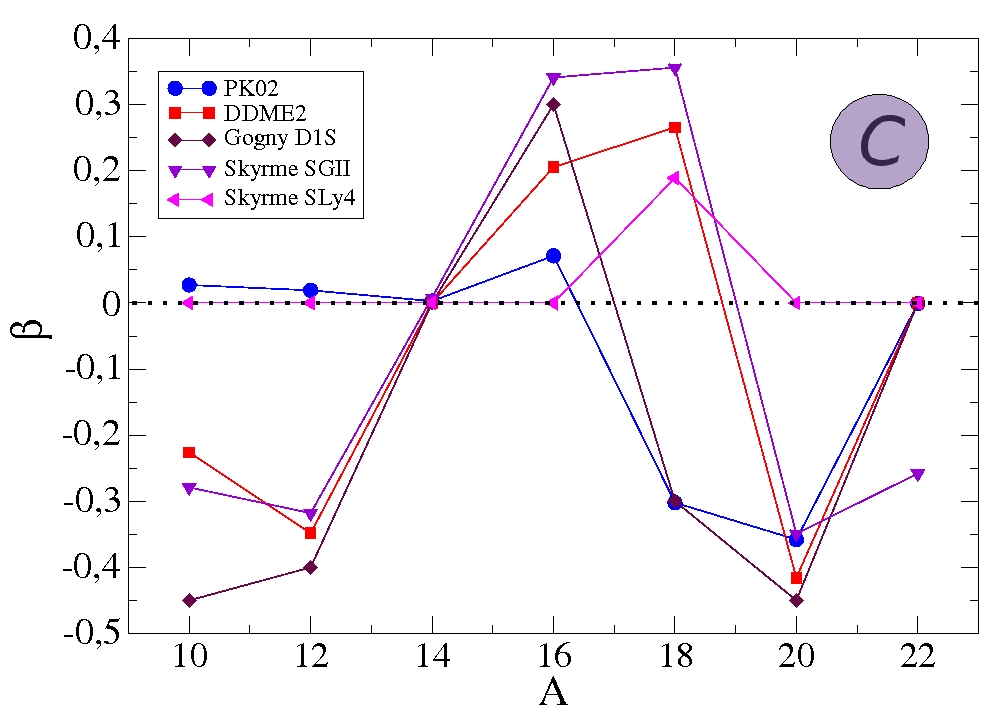 0,4
0,3
0,2
0,1
0
-0,1
-0,2
-0,3
-0,4
-0,5
β
PK02
DDME2
Gogny D1S
Skyrme SGII
Skyrme SLy4
C
10 12 14 16 18 20 22
A